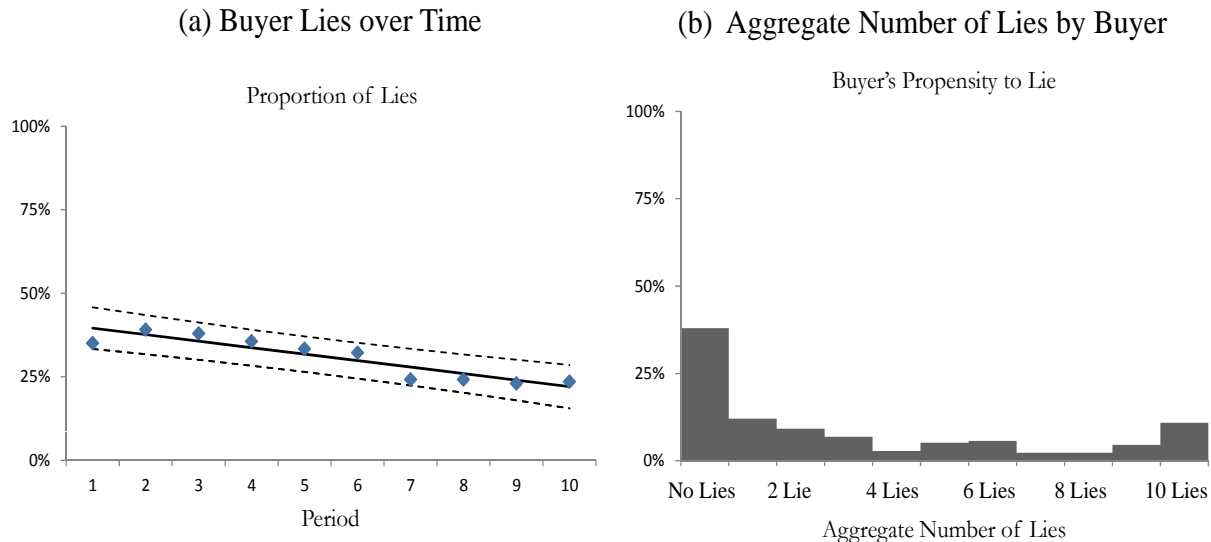 (a) Buyer Lies over Time
Proportion of Lies
100%
75%
50%
25%
0%
1 2 3 4 5 6 7 8 9 10
Period
(b) Aggregate Number of Lies by Buyer
Buyer's Propensity to Lie
100%
75%
50%
25%
0%
No Lies 2 Lie 4 Lies 6 Lies 8 Lies 10 Lies
Aggregate Number of Lies